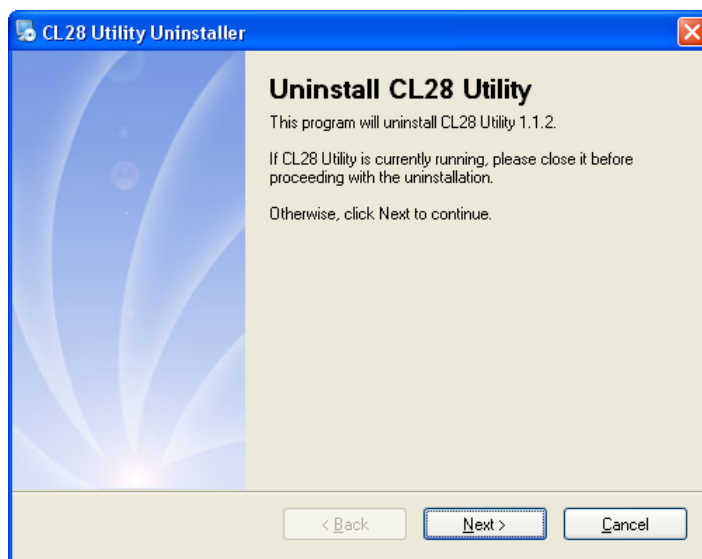 CL28 Utility Uninstaller
Uninstall CL28 Utility
This program will uninstall CL28 Utility 1.1.2.
If CL28 Utility is currently running, please close it before
proceeding with the uninstallation.
Otherwise, click Next to continue.
< Back
Next >
Cancel